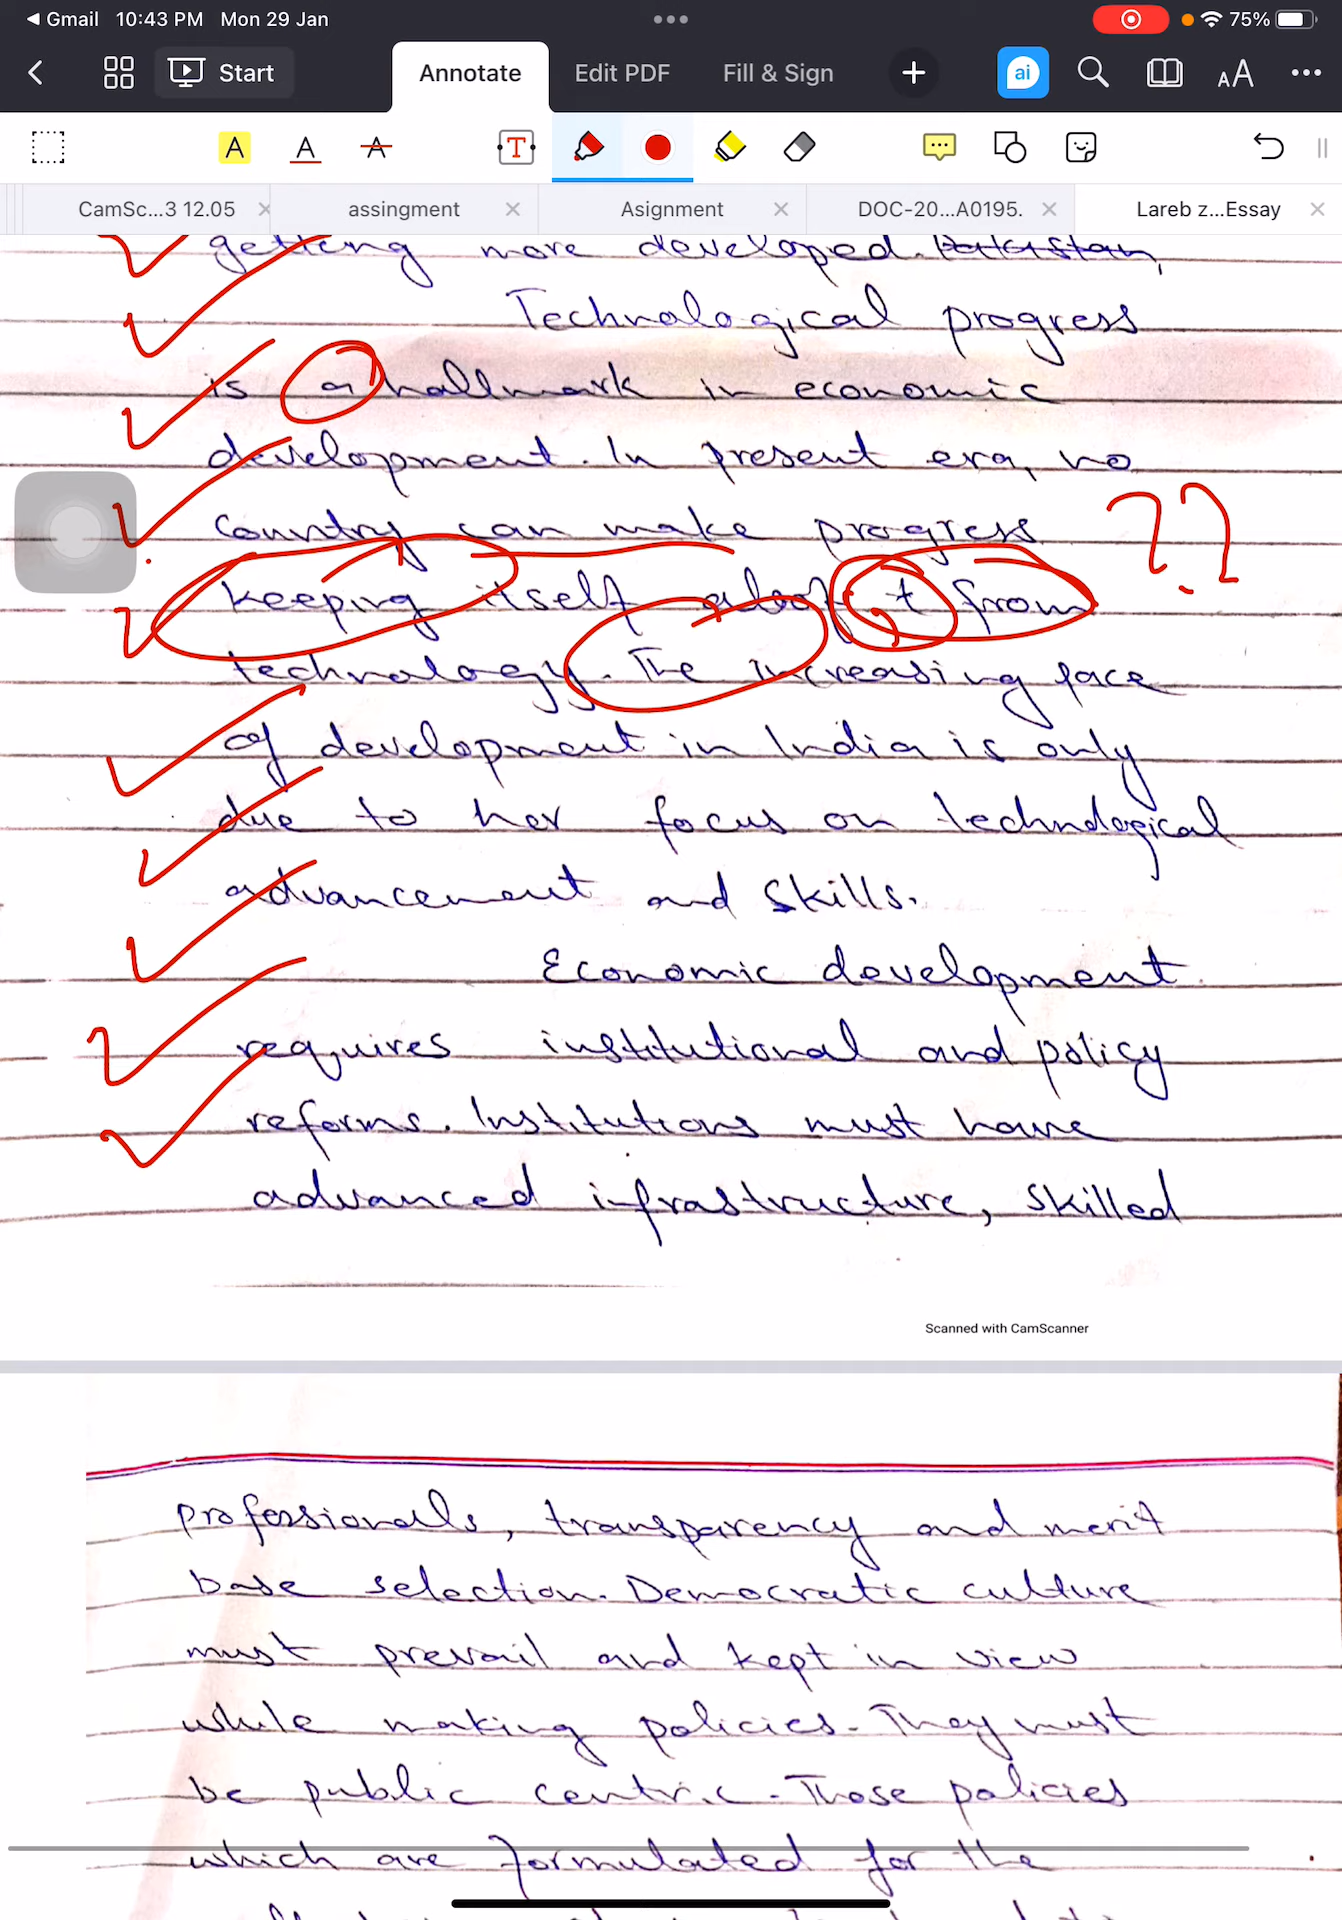 Gmail 10:43 PM Mon 29 Jan 75%
Start Annotate Edit PDF Fill & Sign ai AA
A A A T
CamSc...3 12.05 assingment Asignment DOC-20...A0195. Lareb z...Essay
getting more developed. Pakistan,
Technological progress
is a hallmark in economic
development. In present era, no
country can make progress ??
keeping itself aloof t from
technology. The increasing pace
of development in India is only
due to her focus on technological
advancement and skills.
Economic development
requires institutional and policy
reforms. Institutions must have
advanced ifrastructure, skilled
Scanned with CamScanner
professionals, transparency and merit
base selection. Democratic culture
must prevail and kept in view
while making policies. They must
be public centric. Those policies
which are formulated for the